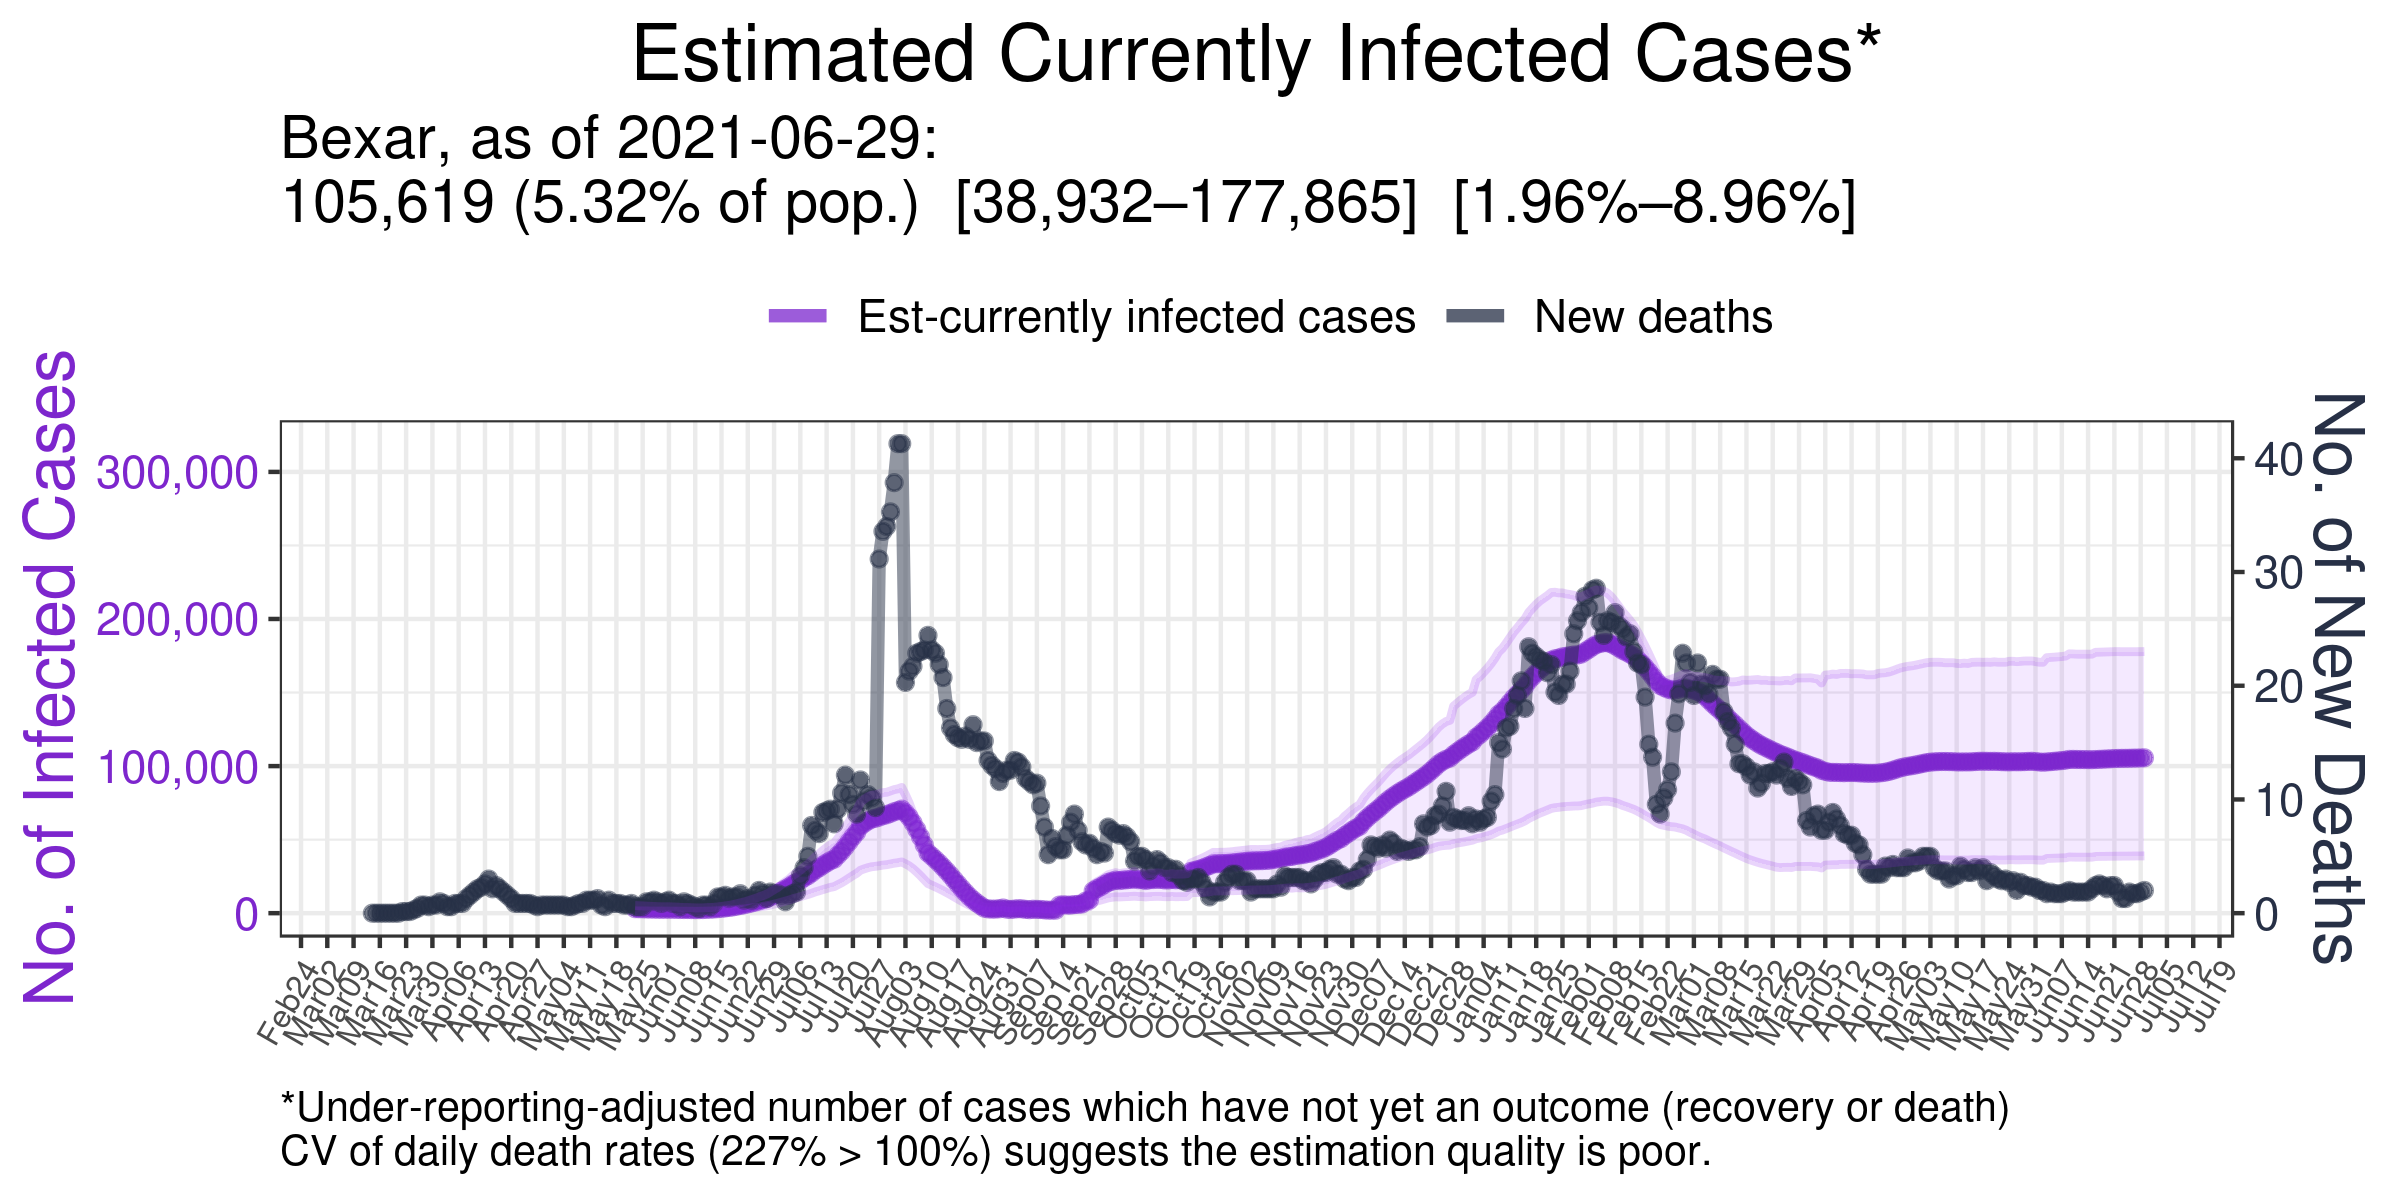 Estimated Currently Infected Cases*
Bexar, as of 2021-06-29:
105,619 (5.32% of pop.)  [38,932–177,865]  [1.96%–8.96%]
Est-currently infected cases New deaths
No. of Infected Cases
300,000
200,000
100,000
0
40
30
20
10
0
No. of New Deaths
Feb24
Mar02
Mar09
Mar16
Mar23
Mar30
Apr06
Apr13
Apr20
Apr27
May04
May11
May18
May25
Jun01
Jun08
Jun15
Jun22
Jun29
Jul06
Jul13
Jul20
Jul27
Aug03
Aug10
Aug17
Aug24
Aug31
Sep07
Sep14
Sep21
Sep28
Oct05
Oct12
Oct19
Oct26
Nov02
Nov09
Nov16
Nov23
Nov30
Dec07
Dec14
Dec21
Dec28
Jan04
Jan11
Jan18
Jan25
Feb01
Feb08
Feb15
Feb22
Mar01
Mar08
Mar15
Mar22
Mar29
Apr05
Apr12
Apr19
Apr26
May03
May10
May17
May24
May31
Jun07
Jun14
Jun21
Jun28
Jul05
Jul12
Jul19
*Under-reporting-adjusted number of cases which have not yet an outcome (recovery or death)
CV of daily death rates (227% > 100%) suggests the estimation quality is poor.